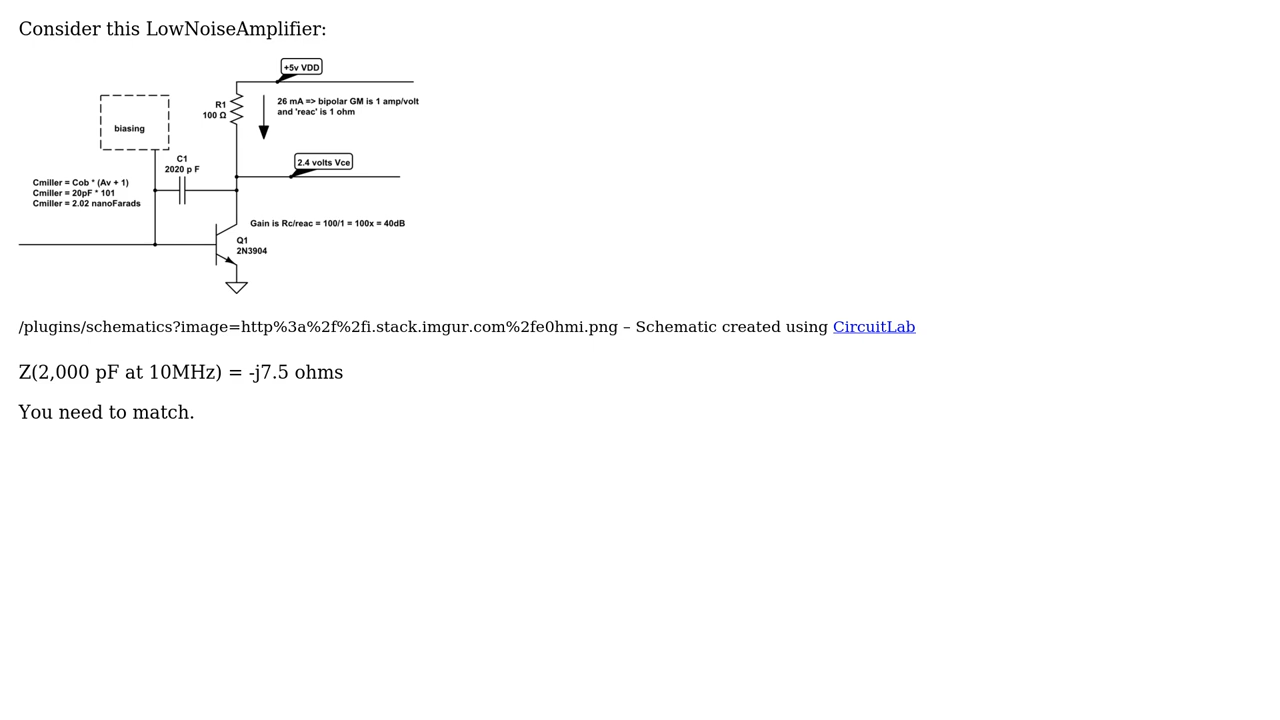 Consider this LowNoiseAmplifier:
+5v VDD
26 mA => bipolar GM is 1 amp/volt
and 'reac' is 1 ohm
R1
100 Ω
biasing
C1
2020 p F
2.4 volts Vce
Cmiller = Cob * (Av + 1)
Cmiller = 20pF * 101
Cmiller = 2.02 nanoFarads
Gain is Rc/reac = 100/1 = 100x = 40dB
Q1
2N3904
/plugins/schematics?image=http%3a%2f%2fi.stack.imgur.com%2fe0hmi.png – Schematic created using CircuitLab
Z(2,000 pF at 10MHz) = -j7.5 ohms
You need to match.